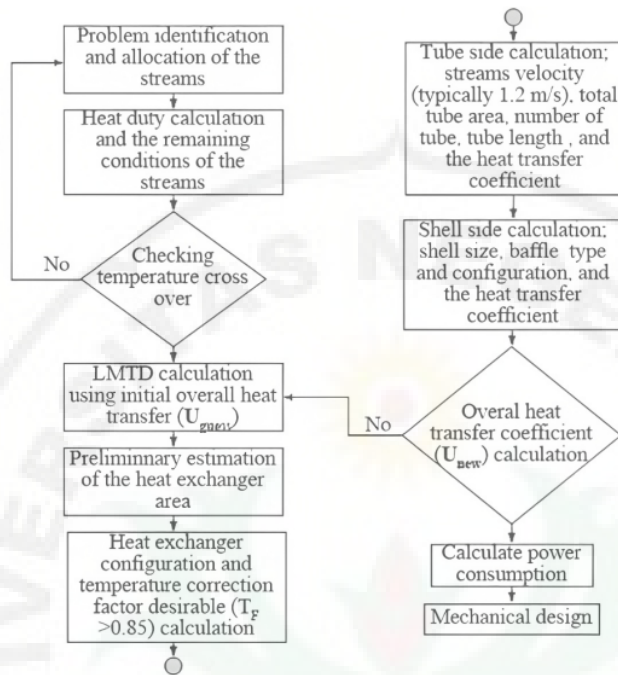 Problem identification
and allocation of the
streams
Heat duty calculation
and the remaining
conditions of the
streams
No
Checking
temperature cross
over
LMTD calculation
using initial overall heat
transfer (U_gnew)
Preliminnary estimation
of the heat exchanger
area
Heat exchanger
configuration and
temperature correction
factor desirable (T_F
>0.85) calculation
Tube side calculation;
streams velocity
(typically 1.2 m/s), total
tube area, number of
tube, tube length , and
the heat transfer
coefficient
Shell side calculation;
shell size, baffle type
and configuration, and
the heat transfer
coefficient
No
Overal heat
transfer coefficient
(U_new) calculation
Calculate power
consumption
Mechanical design